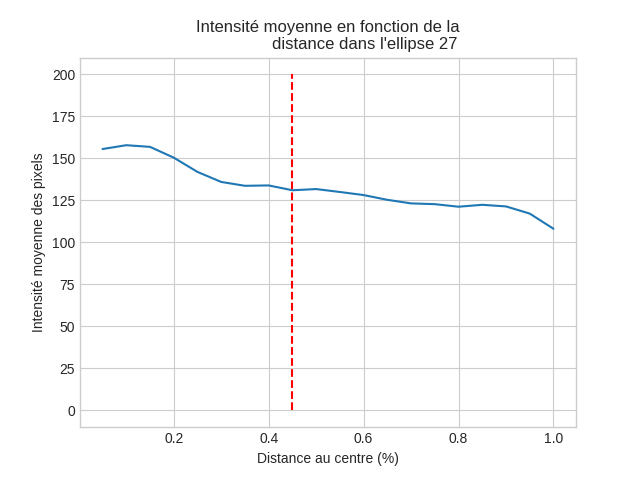 Intensité moyenne en fonction de la
distance dans l'ellipse 27
Intensité moyenne des pixels
200
175
150
125
100
75
50
25
0
0.2 0.4 0.6 0.8 1.0
Distance au centre (%)